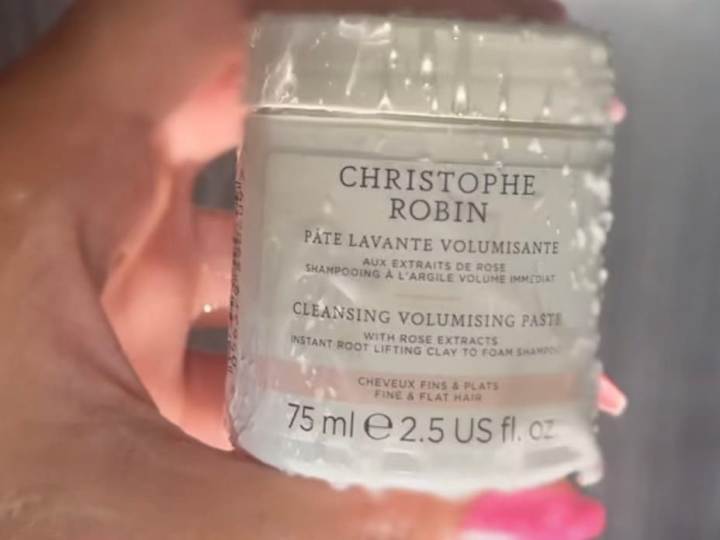 CHRISTOPHE
ROBIN
PÂTE LAVANTE VOLUMISANTE
AUX EXTRAITS DE ROSE
SHAMPOOING À L'ARGILE VOLUME IMMÉDIAT
CLEANSING VOLUMISING PASTE
WITH ROSE EXTRACTS
INSTANT ROOT LIFTING CLAY TO FOAM SHAMPOO
CHEVEUX FINS & PLATS
FINE & FLAT HAIR
75 ml ℮ 2.5 US fl. oz